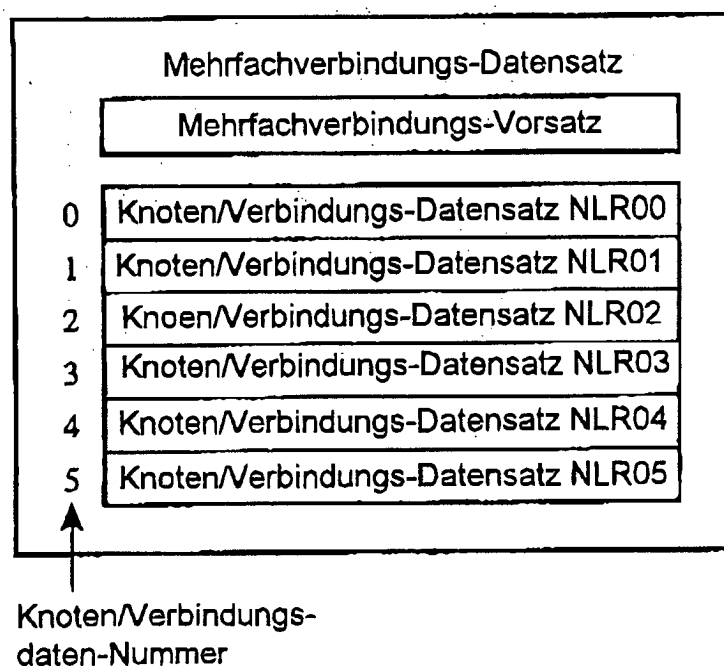 Mehrfachverbindungs-Datensatz
Mehrfachverbindungs-Vorsatz
0 Knoten/Verbindungs-Datensatz NLR00
1 Knoten/Verbindungs-Datensatz NLR01
2 Knoen/Verbindungs-Datensatz NLR02
3 Knoten/Verbindungs-Datensatz NLR03
4 Knoten/Verbindungs-Datensatz NLR04
5 Knoten/Verbindungs-Datensatz NLR05
Knoten/Verbindungs-
daten-Nummer